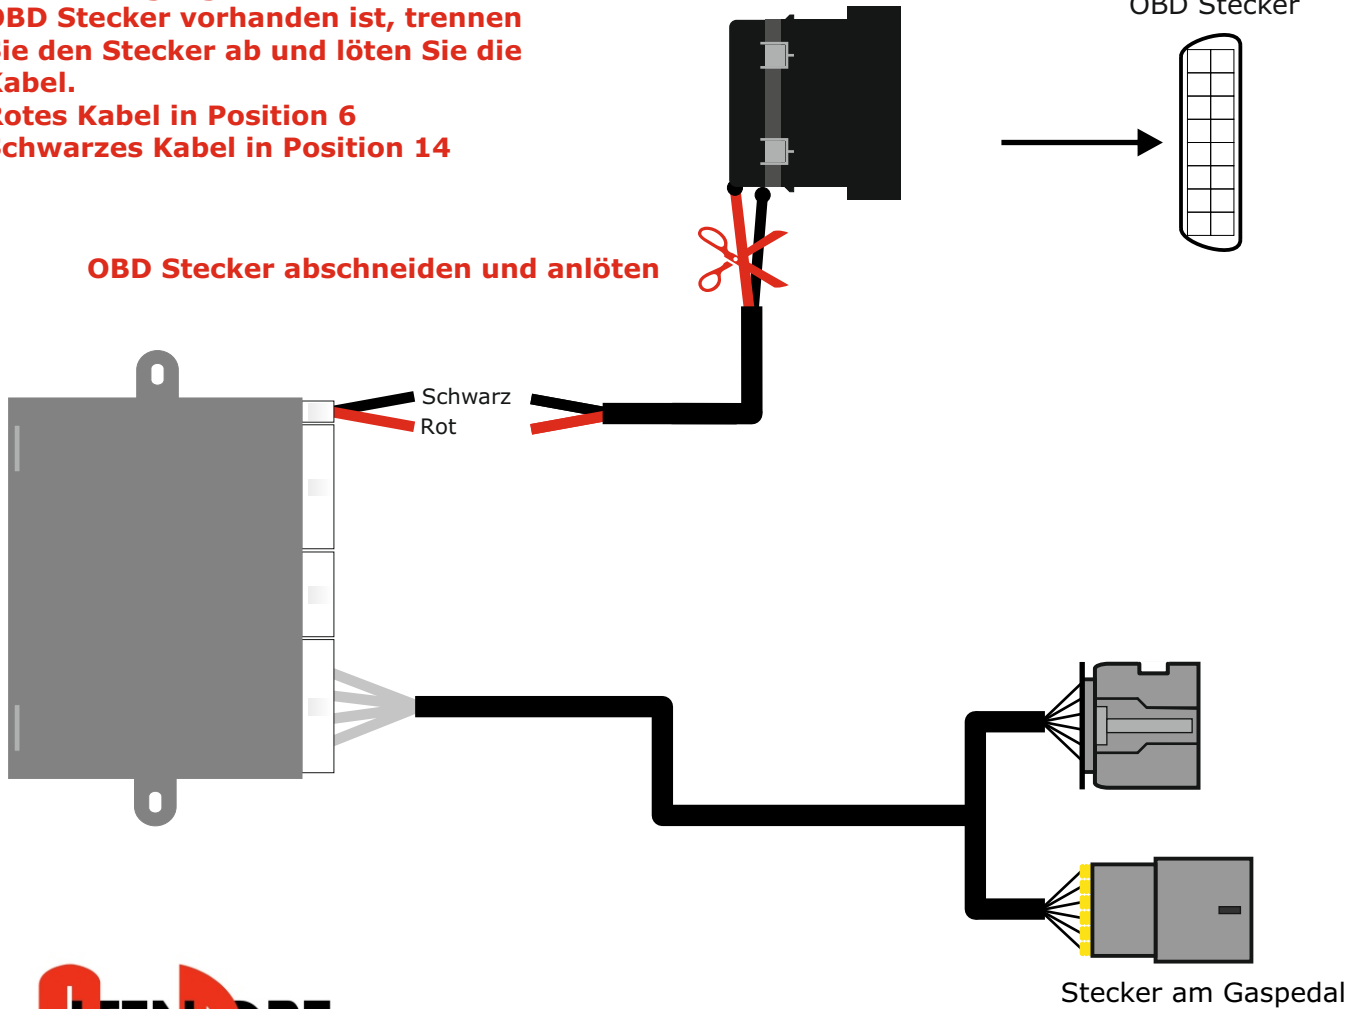 OBD Stecker vorhanden ist, trennen
Sie den Stecker ab und löten Sie die
Kabel.
Rotes Kabel in Position 6
Schwarzes Kabel in Position 14
OBD Stecker
OBD Stecker abschneiden und anlöten
Schwarz
Rot
Stecker am Gaspedal